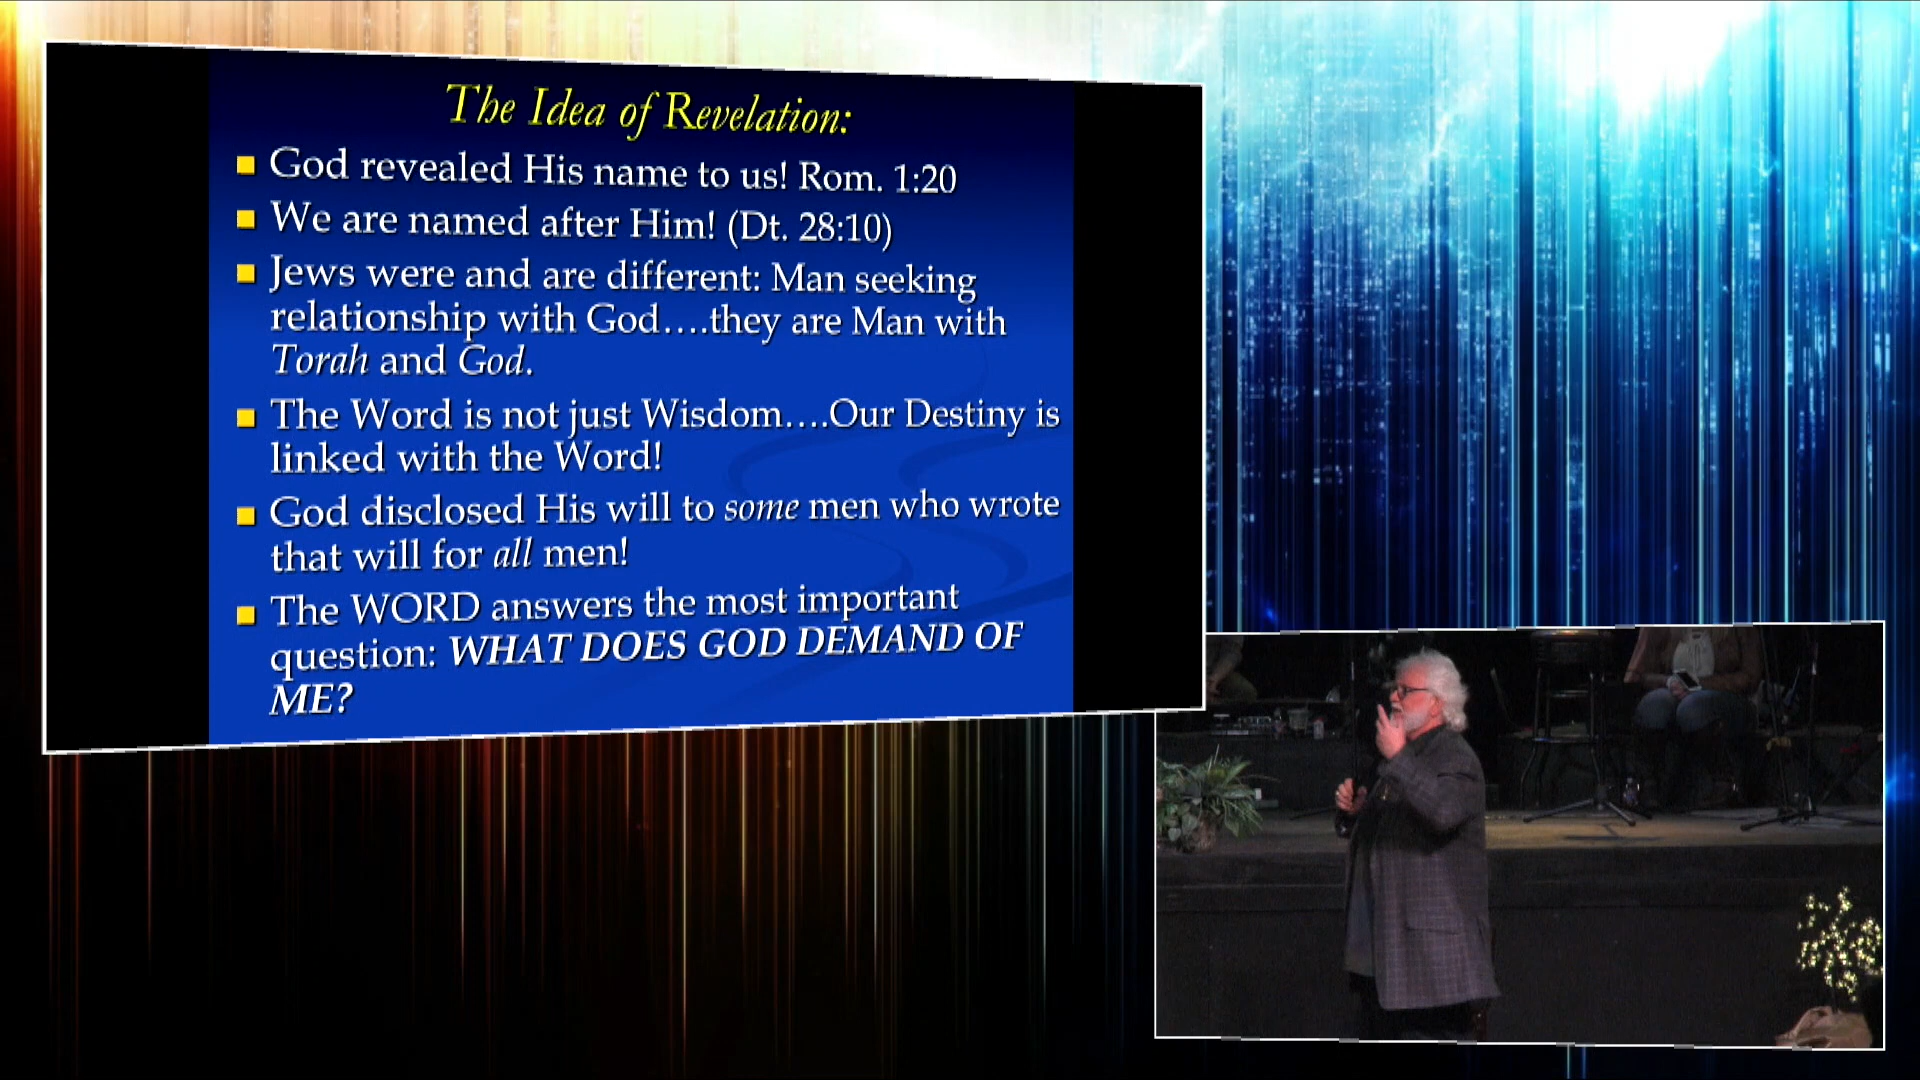 The Idea of Revelation:
God revealed His name to us! Rom. 1:20
We are named after Him! (Dt. 28:10)
Jews were and are different: Man seeking
relationship with God....they are Man with
Torah and God.
The Word is not just Wisdom....Our Destiny is
linked with the Word!
God disclosed His will to some men who wrote
that will for all men!
The WORD answers the most important
question: WHAT DOES GOD DEMAND OF
ME?